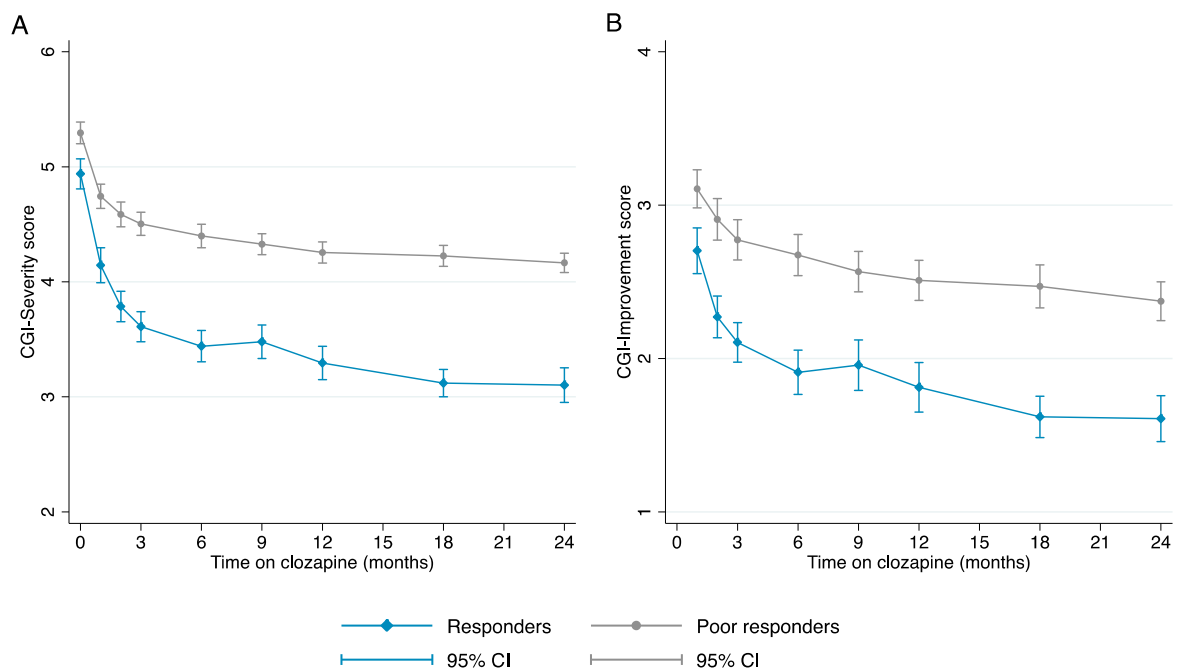 A
CGI-Severity score
6
5
4
3
2
0 3 6 9 12 15 18 21 24
Time on clozapine (months)
B
CGI-Improvement score
4
3
2
1
0 3 6 9 12 15 18 21 24
Time on clozapine (months)
Responders Poor responders
95% CI 95% CI